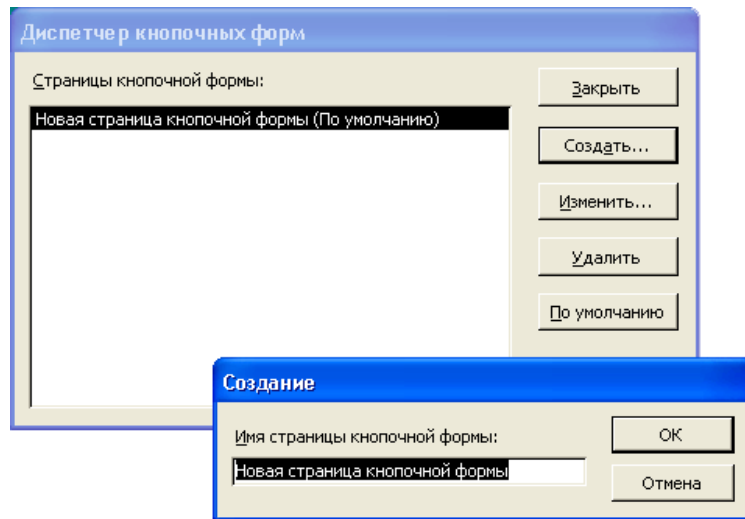 Диспетчер кнопочных форм
Страницы кнопочной формы:
Новая страница кнопочной формы (По умолчанию)
Закрыть
Создать...
Изменить...
Удалить
По умолчанию
Создание
Имя страницы кнопочной формы:
Новая страница кнопочной формы
ОК
Отмена